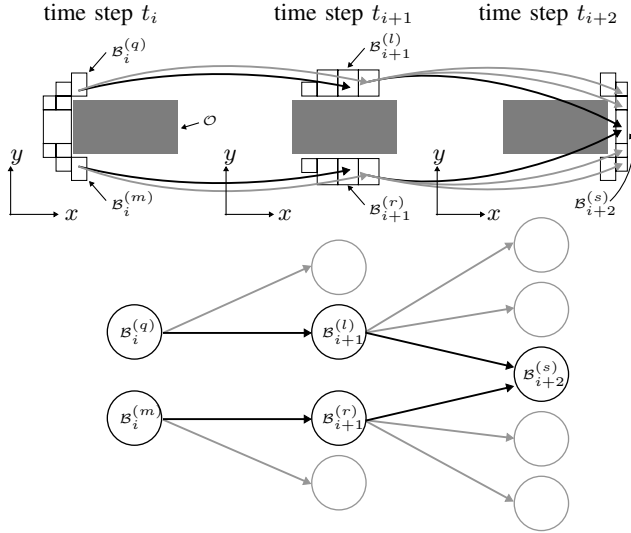 time step $t_i$ time step $t_{i+1}$ time step $t_{i+2}$
$\mathcal{B}_i^{(q)}$ $\mathcal{B}_{i+1}^{(l)}$
$\mathcal{O}$
$y$ $y$ $y$
$x$ $x$ $x$
$\mathcal{B}_i^{(m)}$ $\mathcal{B}_{i+1}^{(r)}$ $\mathcal{B}_{i+2}^{(s)}$
$\mathcal{B}_i^{(q)}$ $\mathcal{B}_{i+1}^{(l)}$
$\mathcal{B}_{i+2}^{(s)}$
$\mathcal{B}_i^{(m)}$ $\mathcal{B}_{i+1}^{(r)}$